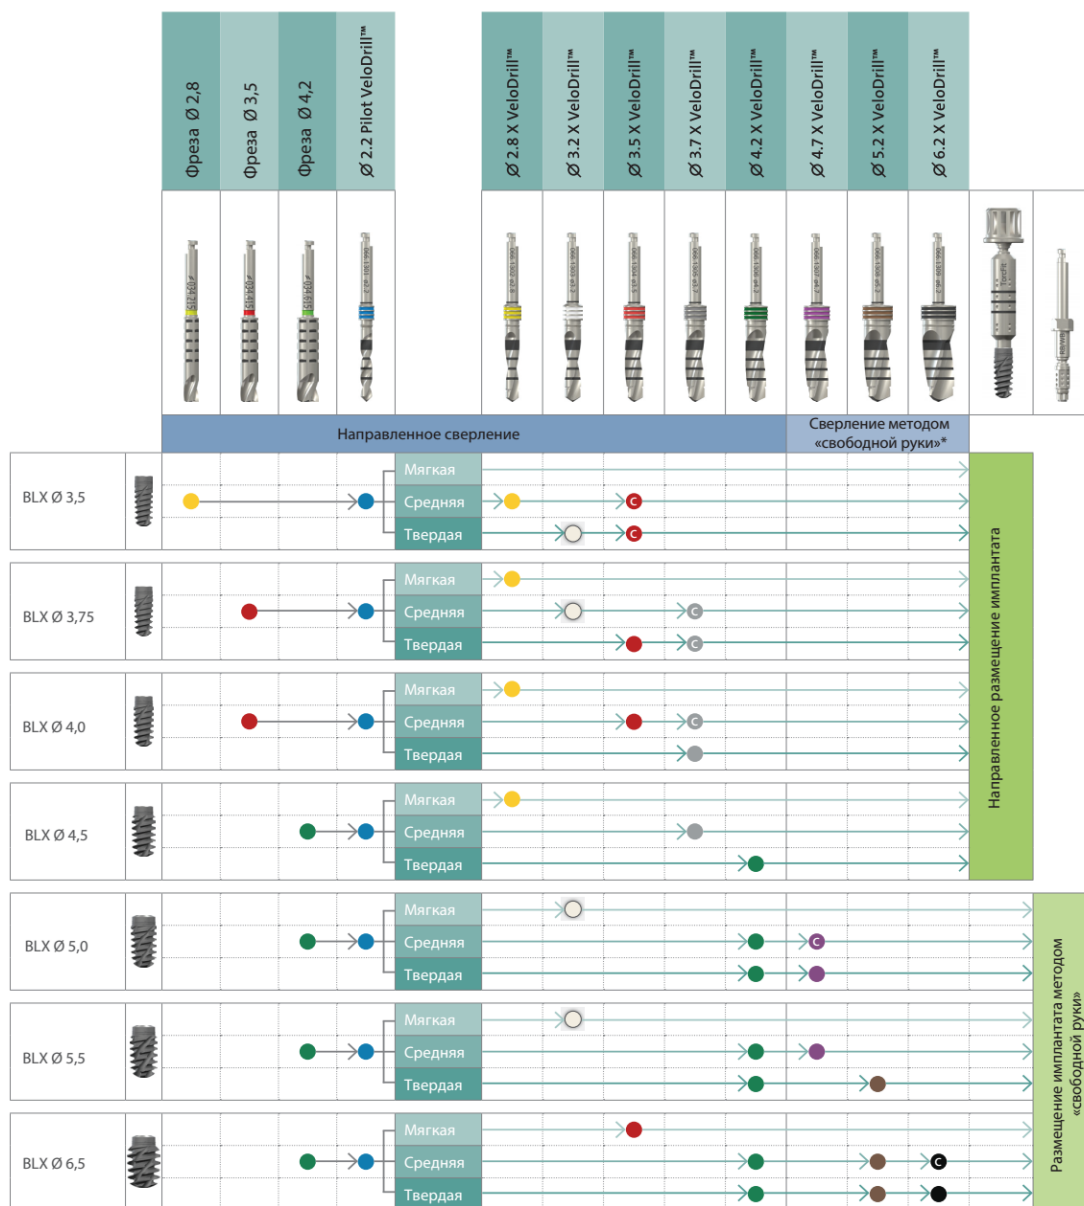 Фреза Ø 2,8
Фреза Ø 3,5
Фреза Ø 4,2
Ø 2.2 Pilot VeloDrill™
Ø 2.8 X VeloDrill™
Ø 3.2 X VeloDrill™
Ø 3.5 X VeloDrill™
Ø 3.7 X VeloDrill™
Ø 4.2 X VeloDrill™
Ø 4.7 X VeloDrill™
Ø 5.2 X VeloDrill™
Ø 6.2 X VeloDrill™
Направленное сверление
Сверление методом
«свободной руки»*
BLX Ø 3,5
Мягкая
Средняя
C
Твердая
C
BLX Ø 3,75
Мягкая
Средняя
C
Твердая
C
BLX Ø 4,0
Мягкая
Средняя
C
Твердая
BLX Ø 4,5
Мягкая
Средняя
Твердая
Направленное размещение имплантата
BLX Ø 5,0
Мягкая
Средняя
C
Твердая
BLX Ø 5,5
Мягкая
Средняя
Твердая
BLX Ø 6,5
Мягкая
Средняя
C
Твердая
Размещение имплантата методом
«свободной руки»